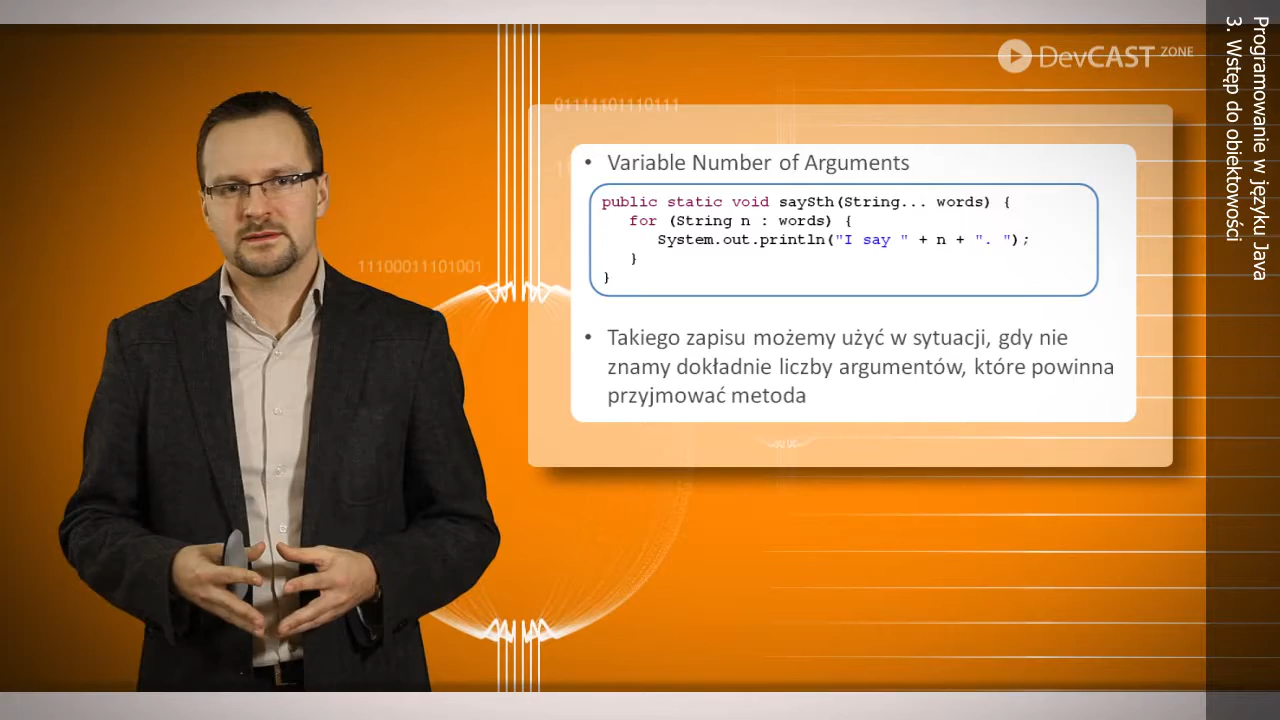 DevCAST ZONE
01111101110111
• Variable Number of Arguments
public static void saySth(String... words) {
for (String n : words) {
System.out.println("I say " + n + ". ");
}
}
• Takiego zapisu możemy użyć w sytuacji, gdy nie
znamy dokładnie liczby argumentów, które powinna
przyjmować metoda
11100011101001
Programowanie w języku Java
3. Wstęp do obiektowości